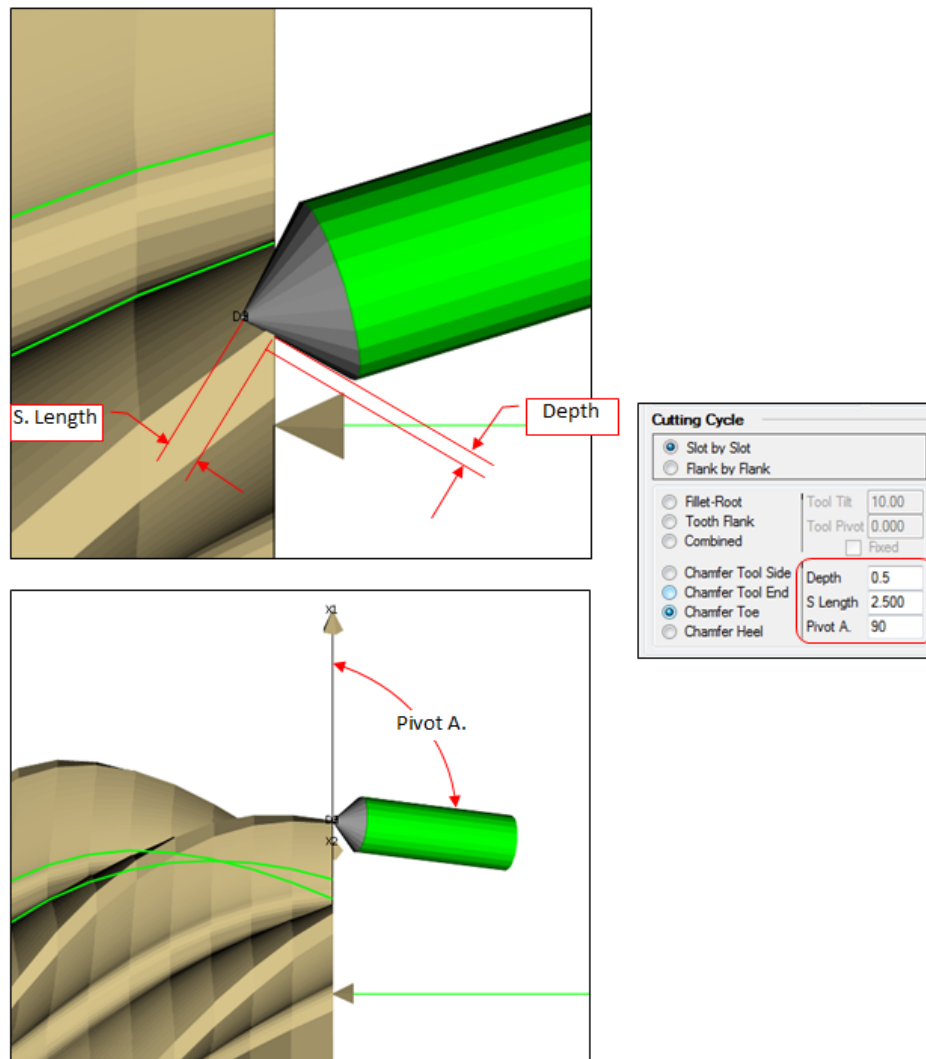 D3
S. Length
Depth
X1
Pivot A.
X2
Cutting Cycle
Slot by Slot
Flank by Flank
Fillet-Root
Tooth Flank
Combined
Tool Tilt 10.00
Tool Pivot 0.000
Fixed
Chamfer Tool Side
Chamfer Tool End
Chamfer Toe
Chamfer Heel
Depth 0.5
S Length 2.500
Pivot A. 90